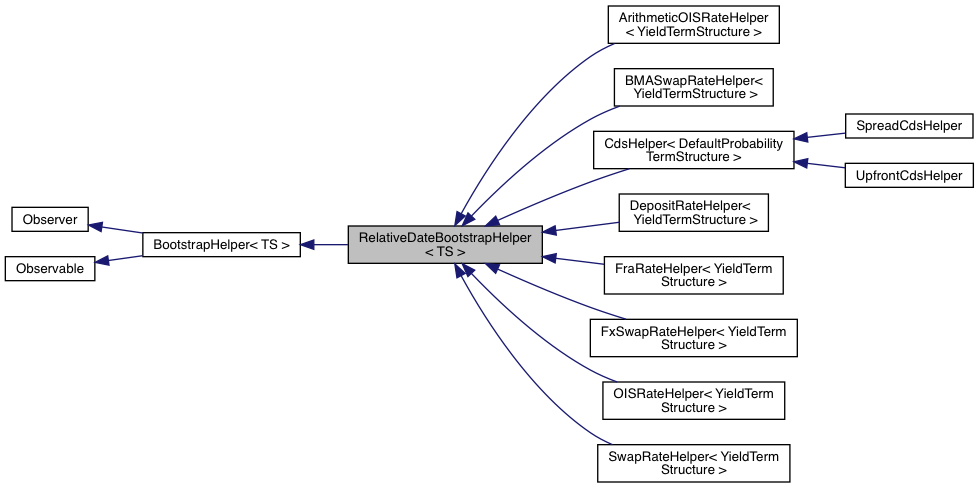 ArithmeticOISRateHelper
< YieldTermStructure >
BMASwapRateHelper<
YieldTermStructure >
CdsHelper< DefaultProbability
TermStructure >
SpreadCdsHelper
UpfrontCdsHelper
DepositRateHelper<
YieldTermStructure >
Observer
BootstrapHelper< TS >
Observable
RelativeDateBootstrapHelper
< TS >
FraRateHelper< YieldTerm
Structure >
FxSwapRateHelper< YieldTerm
Structure >
OISRateHelper< YieldTerm
Structure >
SwapRateHelper< YieldTerm
Structure >